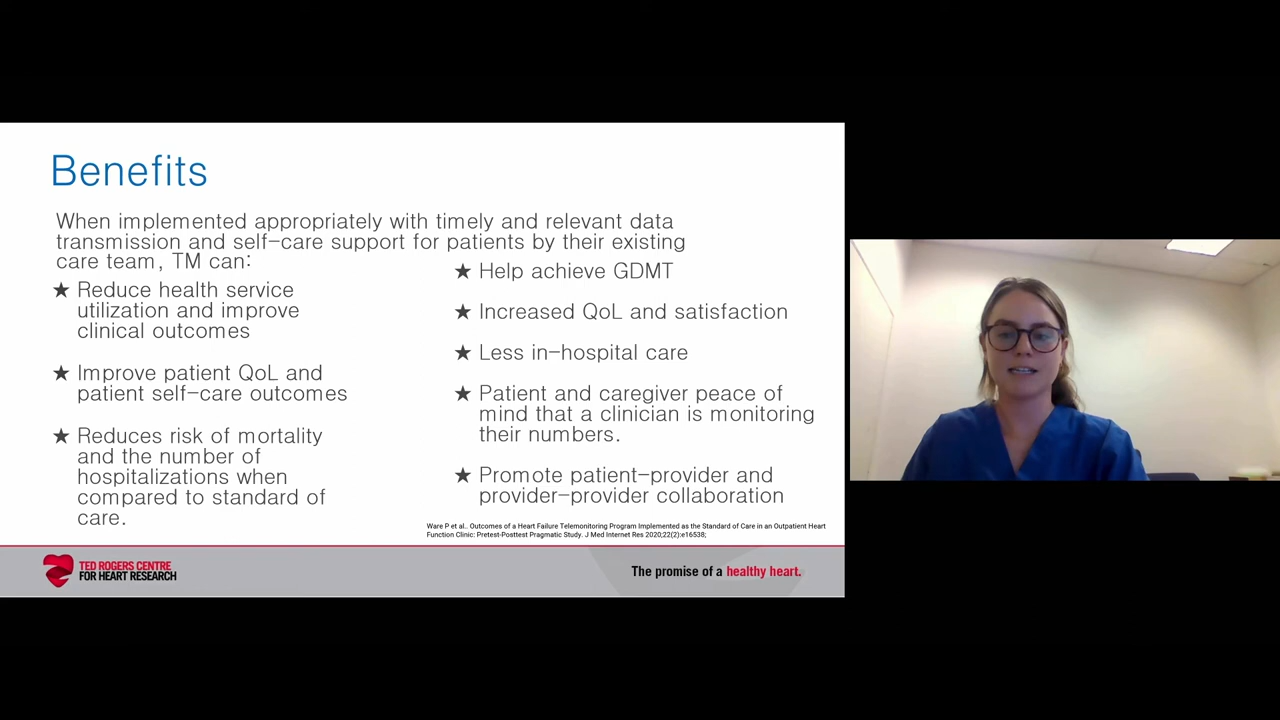 Benefits
When implemented appropriately with timely and relevant data
transmission and self-care support for patients by their existing
care team, TM can:
★ Reduce health service
utilization and improve
clinical outcomes
★ Improve patient QoL and
patient self-care outcomes
★ Reduces risk of mortality
and the number of
hospitalizations when
compared to standard of
care.
★ Help achieve GDMT
★ Increased QoL and satisfaction
★ Less in-hospital care
★ Patient and caregiver peace of
mind that a clinician is monitoring
their numbers.
★ Promote patient-provider and
provider-provider collaboration
Ware P et al.. Outcomes of a Heart Failure Telemonitoring Program Implemented as the Standard of Care in an Outpatient Heart
Function Clinic: Pretest-Posttest Pragmatic Study. J Med Internet Res 2020;22(2):e16538;
TED ROGERS CENTRE
FOR HEART RESEARCH
The promise of a healthy heart.